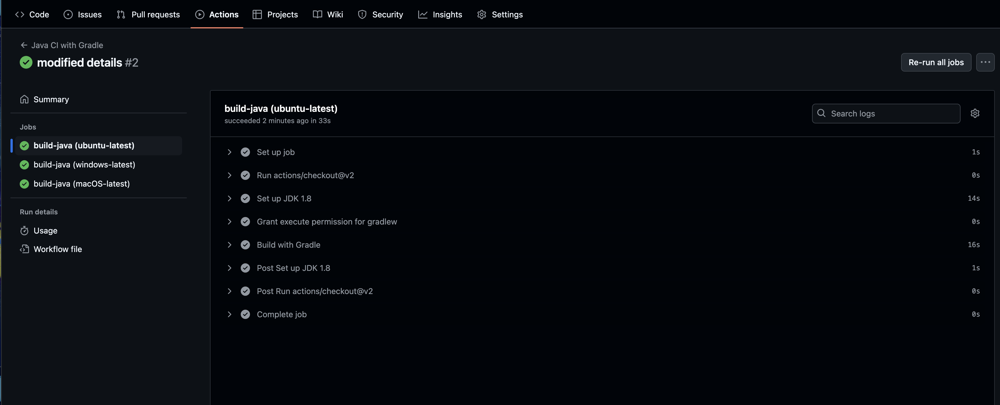 Code Issues Pull requests Actions Projects Wiki Security Insights Settings
Java CI with Gradle
modified details #2
Re-run all jobs
Summary
Jobs
build-java (ubuntu-latest)
build-java (windows-latest)
build-java (macOS-latest)
Run details
Usage
Workflow file
build-java (ubuntu-latest)
succeeded 2 minutes ago in 33s
Search logs
Set up job 1s
Run actions/checkout@v2 0s
Set up JDK 1.8 14s
Grant execute permission for gradlew 0s
Build with Gradle 16s
Post Set up JDK 1.8 1s
Post Run actions/checkout@v2 0s
Complete job 0s